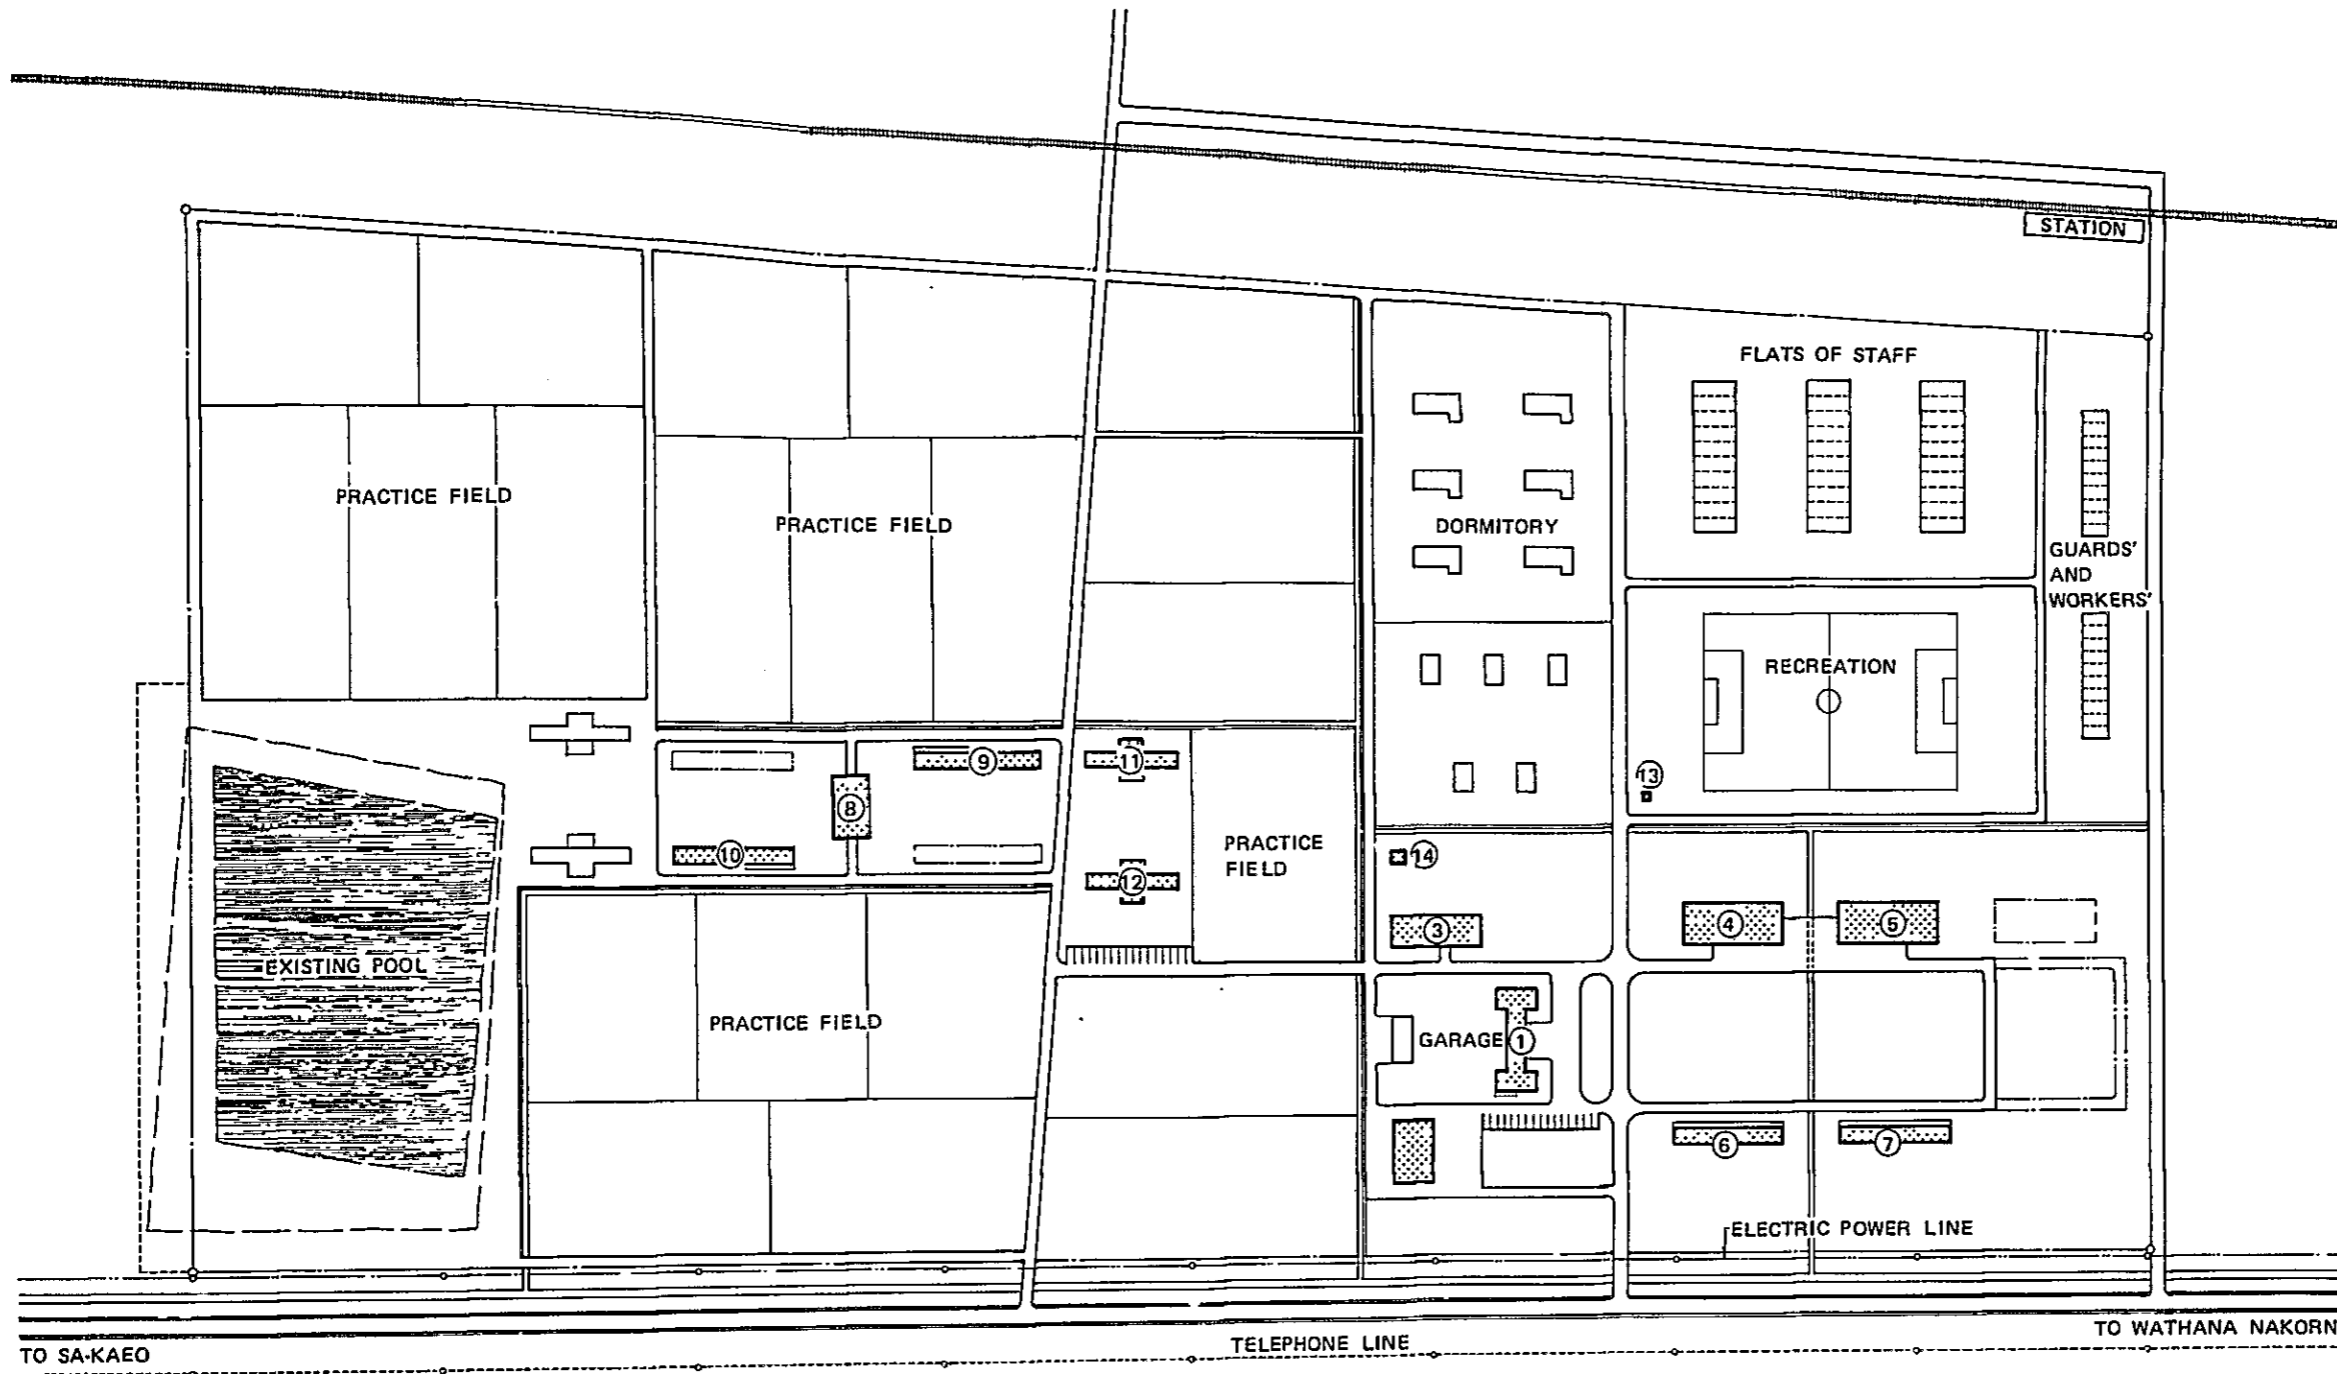 STATION
FLATS OF STAFF
PRACTICE FIELD
PRACTICE FIELD
DORMITORY
GUARDS'
AND
WORKERS'
RECREATION
9
11
13
8
10
12
PRACTICE
FIELD
14
3
4
5
EXISTING POOL
PRACTICE FIELD
GARAGE 1
6
7
ELECTRIC POWER LINE
TO SA-KAEO
TELEPHONE LINE
TO WATHANA NAKORN